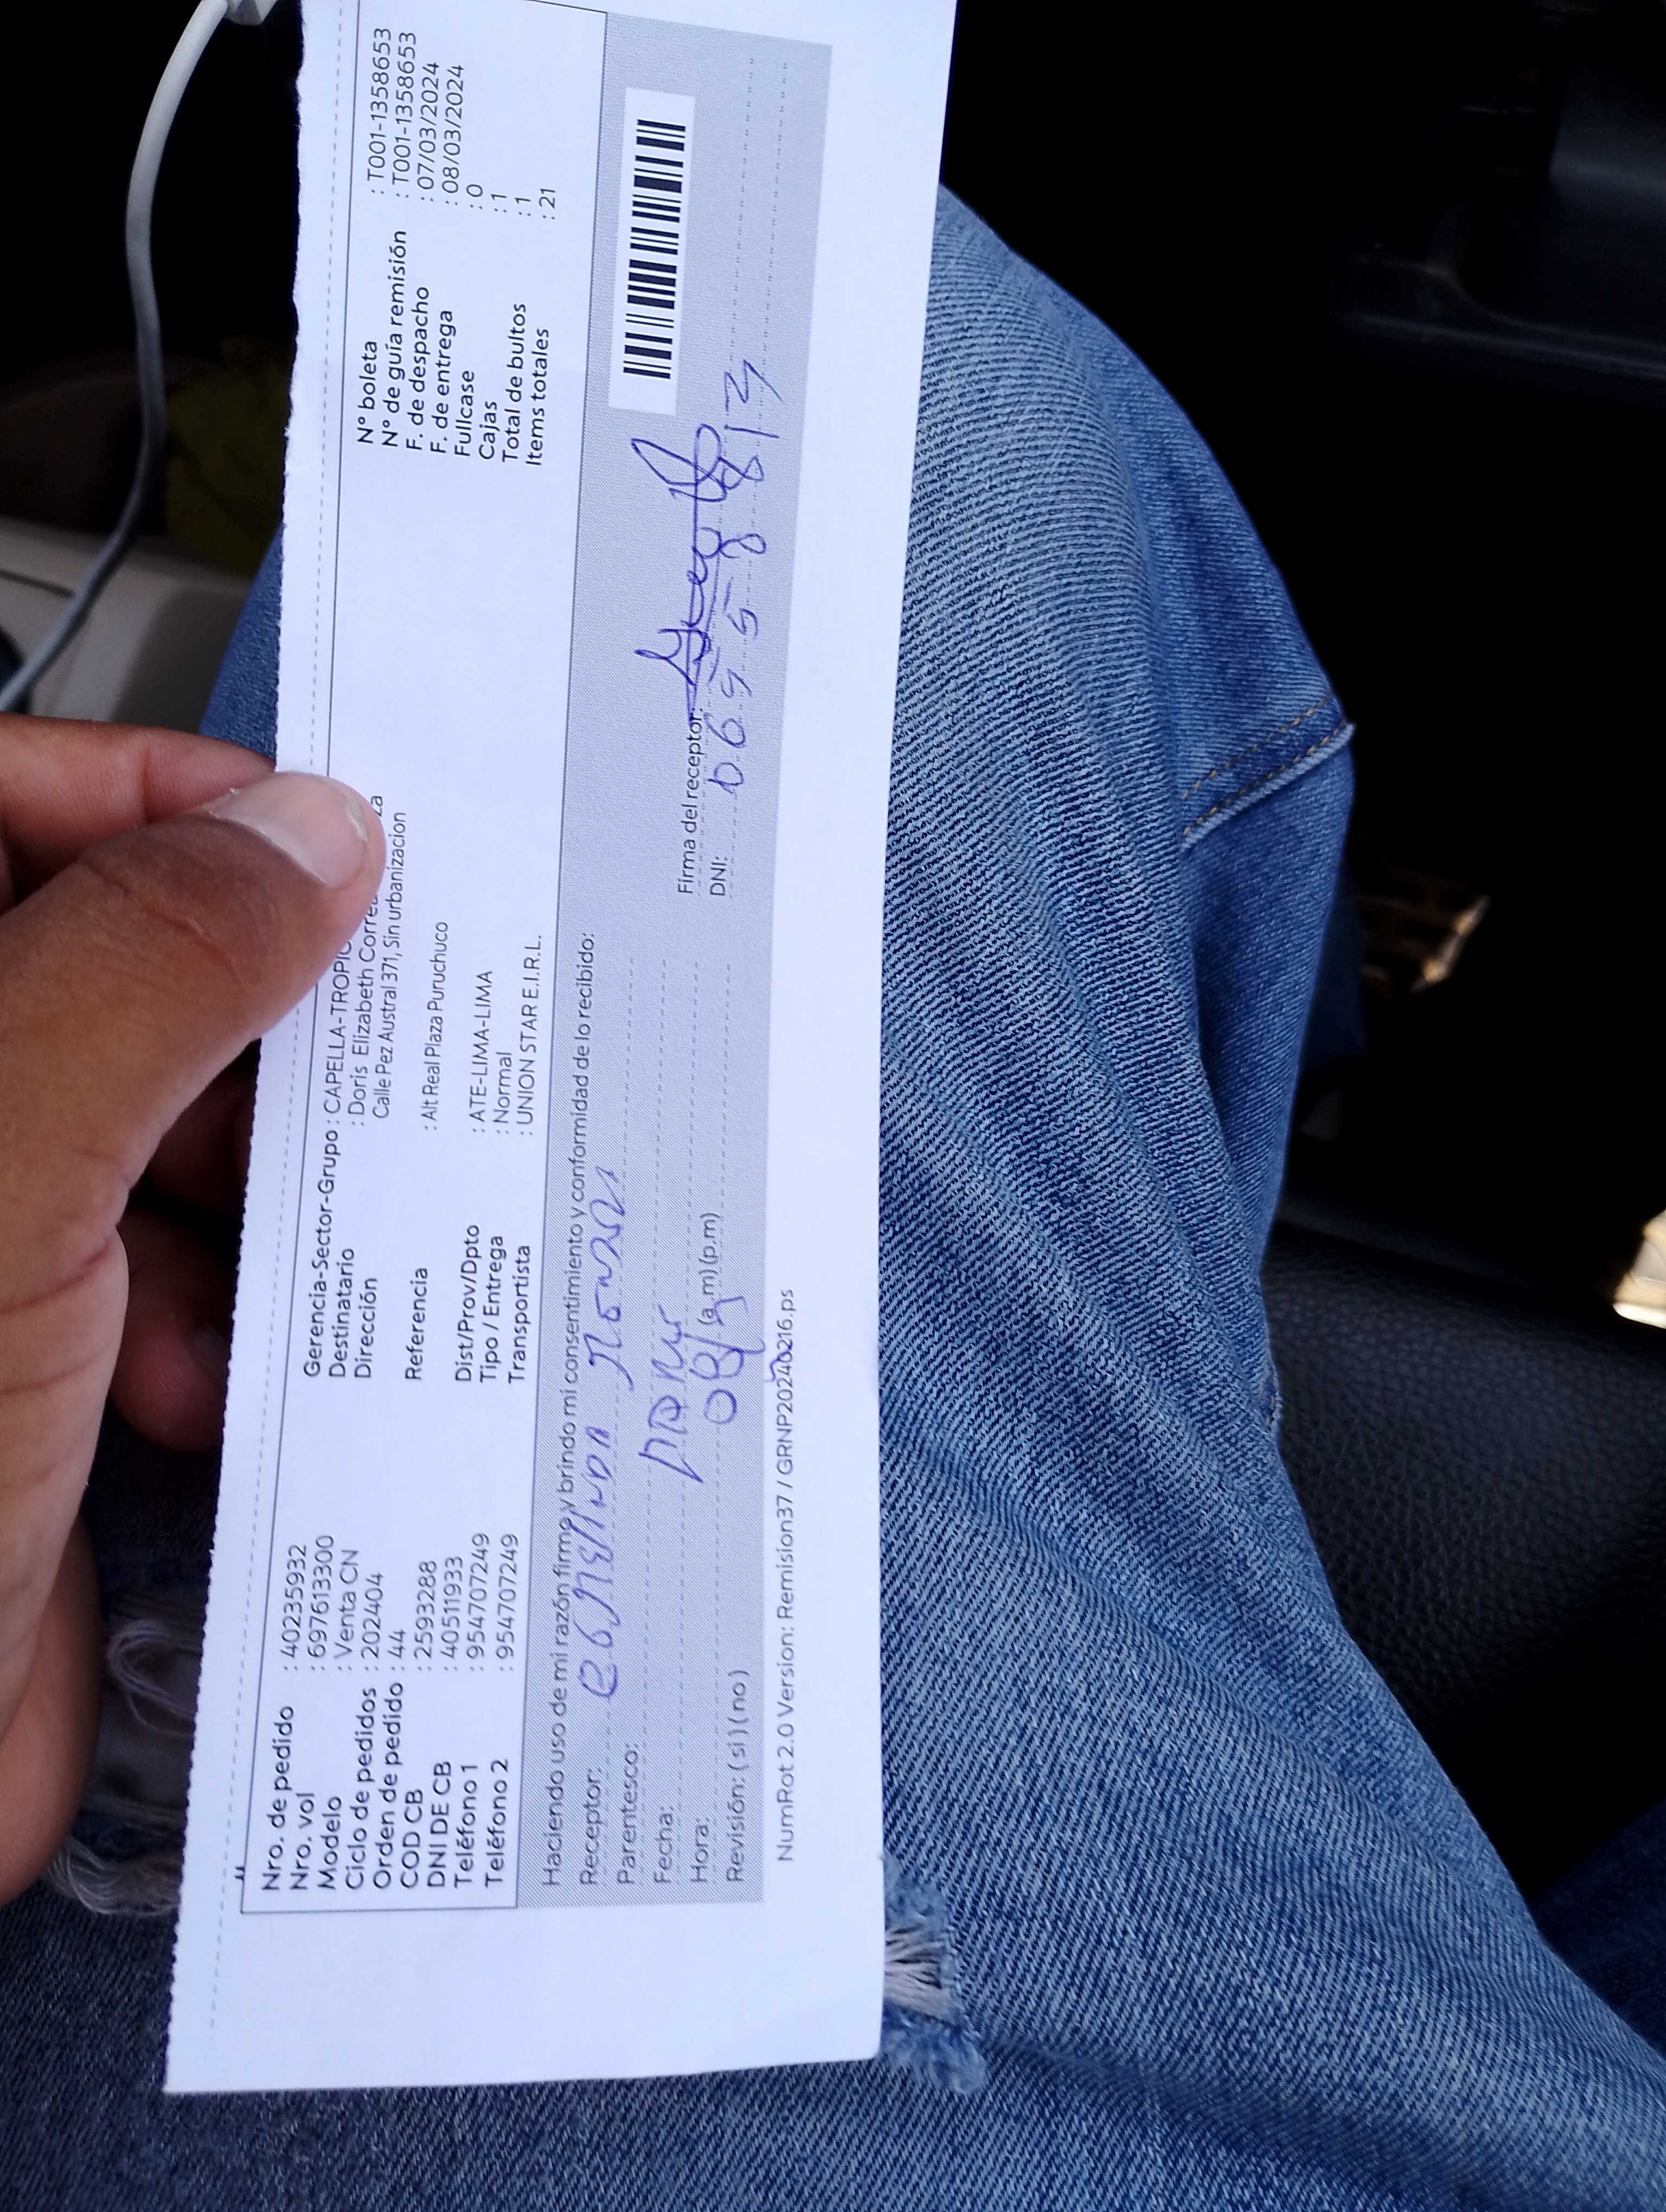 Nro. de pedido : 40235932
Nro. vol : 697613300
Modelo : Venta CN
Ciclo de pedidos : 202404
Orden de pedido : 44
COD CB : 2593288
DNI DE CB : 40511933
Teléfono 1 : 954707249
Teléfono 2 : 954707249
Gerencia-Sector-Grupo : CAPELLA-TROPIC
Destinatario : Doris Elizabeth Corre za
Dirección Calle Pez Austral 371, Sin urbanizacion
Referencia : Alt Real Plaza Puruchuco
Dist/Prov/Dpto : ATE-LIMA-LIMA
Tipo / Entrega : Normal
Transportista : UNION STAR E.I.R.L.
N° boleta : T001-1358653
N° de guía remisión : T001-1358653
F. de despacho : 07/03/2024
F. de entrega : 08/03/2024
Fullcase : 0
Cajas : 1
Total de bultos : 1
Items totales : 21
Haciendo uso de mi razón firmo y brindo mi consentimiento y conformidad de lo recibido:
Receptor:
Parentesco:
Fecha:
Hora: (a.m) (p.m)
Revisión: (si) (no)
Firma del receptor:
DNI:
NumRot 2.0 Version: Remision37 / GRNP20240216.ps